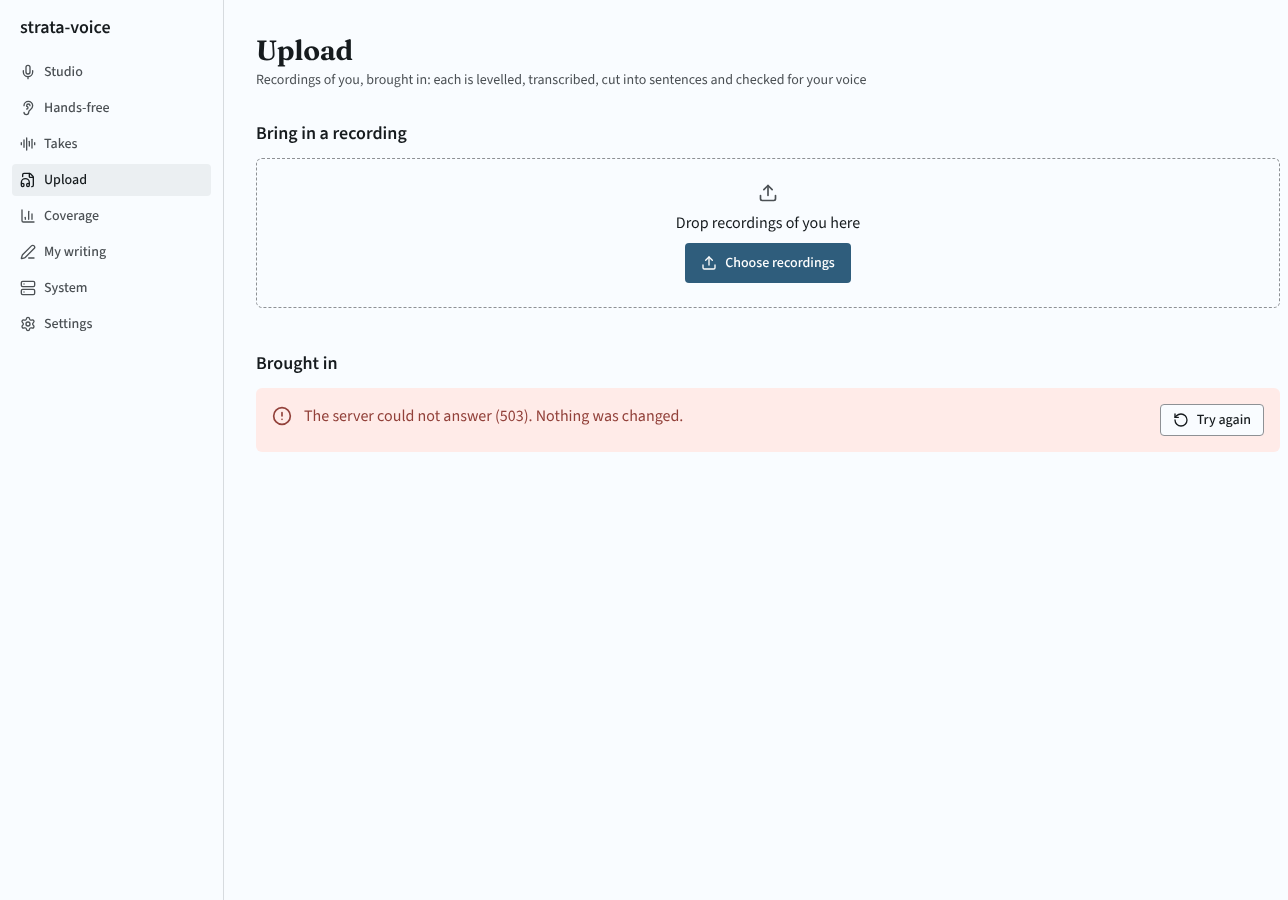 strata-voice
Studio
Hands-free
Takes
Upload
Coverage
My writing
System
Settings
Upload
Recordings of you, brought in: each is levelled, transcribed, cut into sentences and checked for your voice
Bring in a recording
Drop recordings of you here
Choose recordings
Brought in
The server could not answer (503). Nothing was changed.
Try again